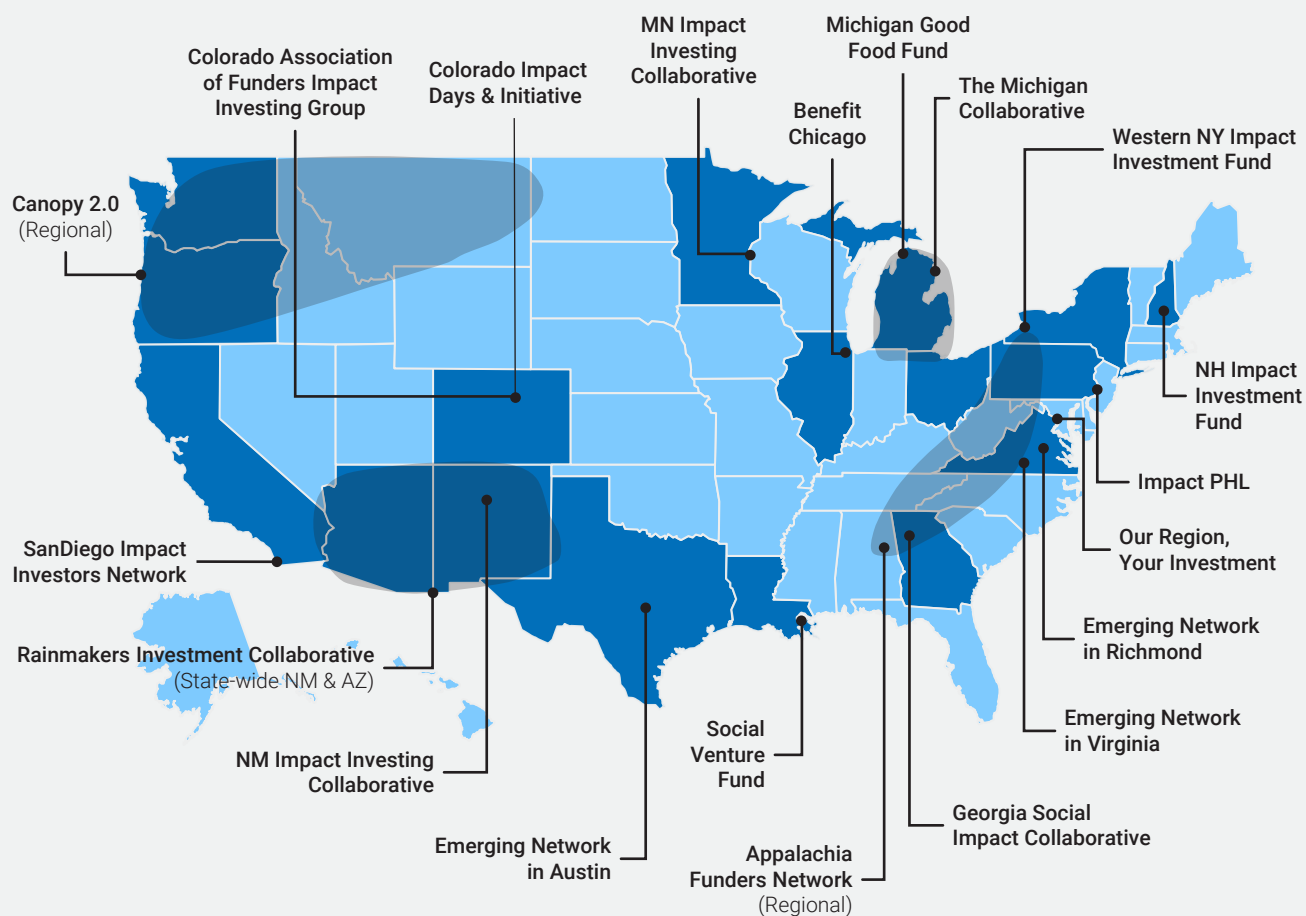 MN Impact
Investing
Collaborative
Michigan Good
Food Fund
Colorado Association
of Funders Impact
Investing Group
Colorado Impact
Days & Initiative
The Michigan
Collaborative
Benefit
Chicago
Western NY Impact
Investment Fund
Canopy 2.0
(Regional)
NH Impact
Investment
Fund
Impact PHL
Our Region,
Your Investment
SanDiego Impact
Investors Network
Emerging Network
in Richmond
Rainmakers Investment Collaborative
(State-wide NM & AZ)
Emerging Network
in Virginia
Social
Venture
Fund
NM Impact Investing
Collaborative
Georgia Social
Impact Collaborative
Emerging Network
in Austin
Appalachia
Funders Network
(Regional)